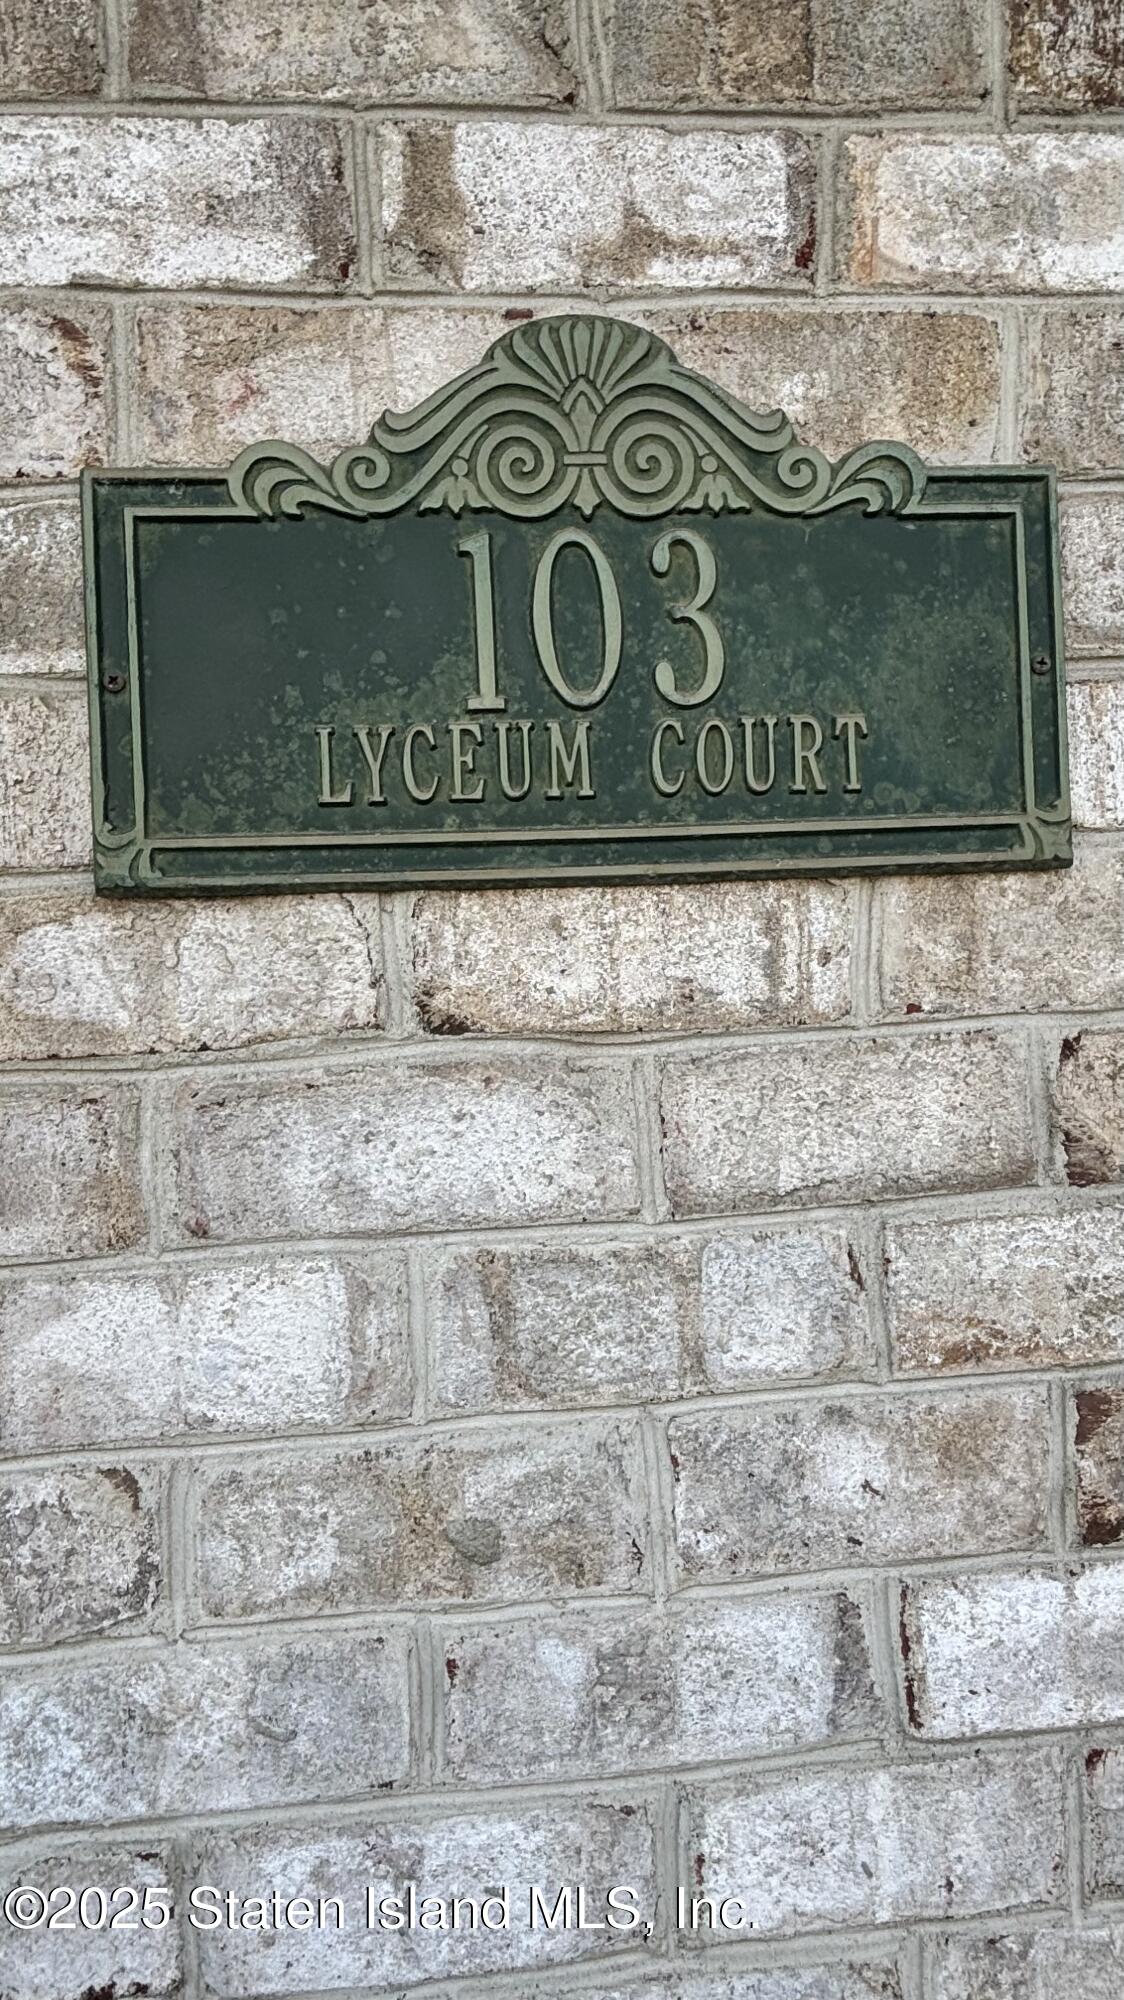 103
LYCEUM COURT
©2025 Staten Island MLS, Inc.